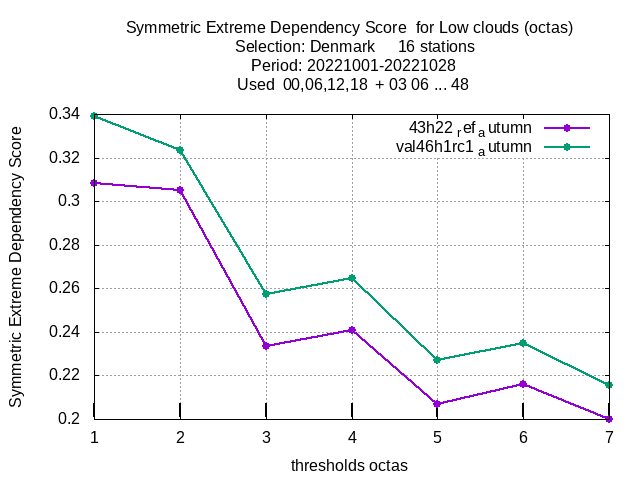 Symmetric Extreme Dependency Score for Low clouds (octas)
Selection: Denmark 16 stations
Period: 20221001-20221028
Used 00,06,12,18 + 03 06 ... 48
43h22 ref a utumn
val46h1rc1 a utumn
Symmetric Extreme Dependency Score
0.34
0.32
0.3
0.28
0.26
0.24
0.22
0.2
1 2 3 4 5 6 7
thresholds octas